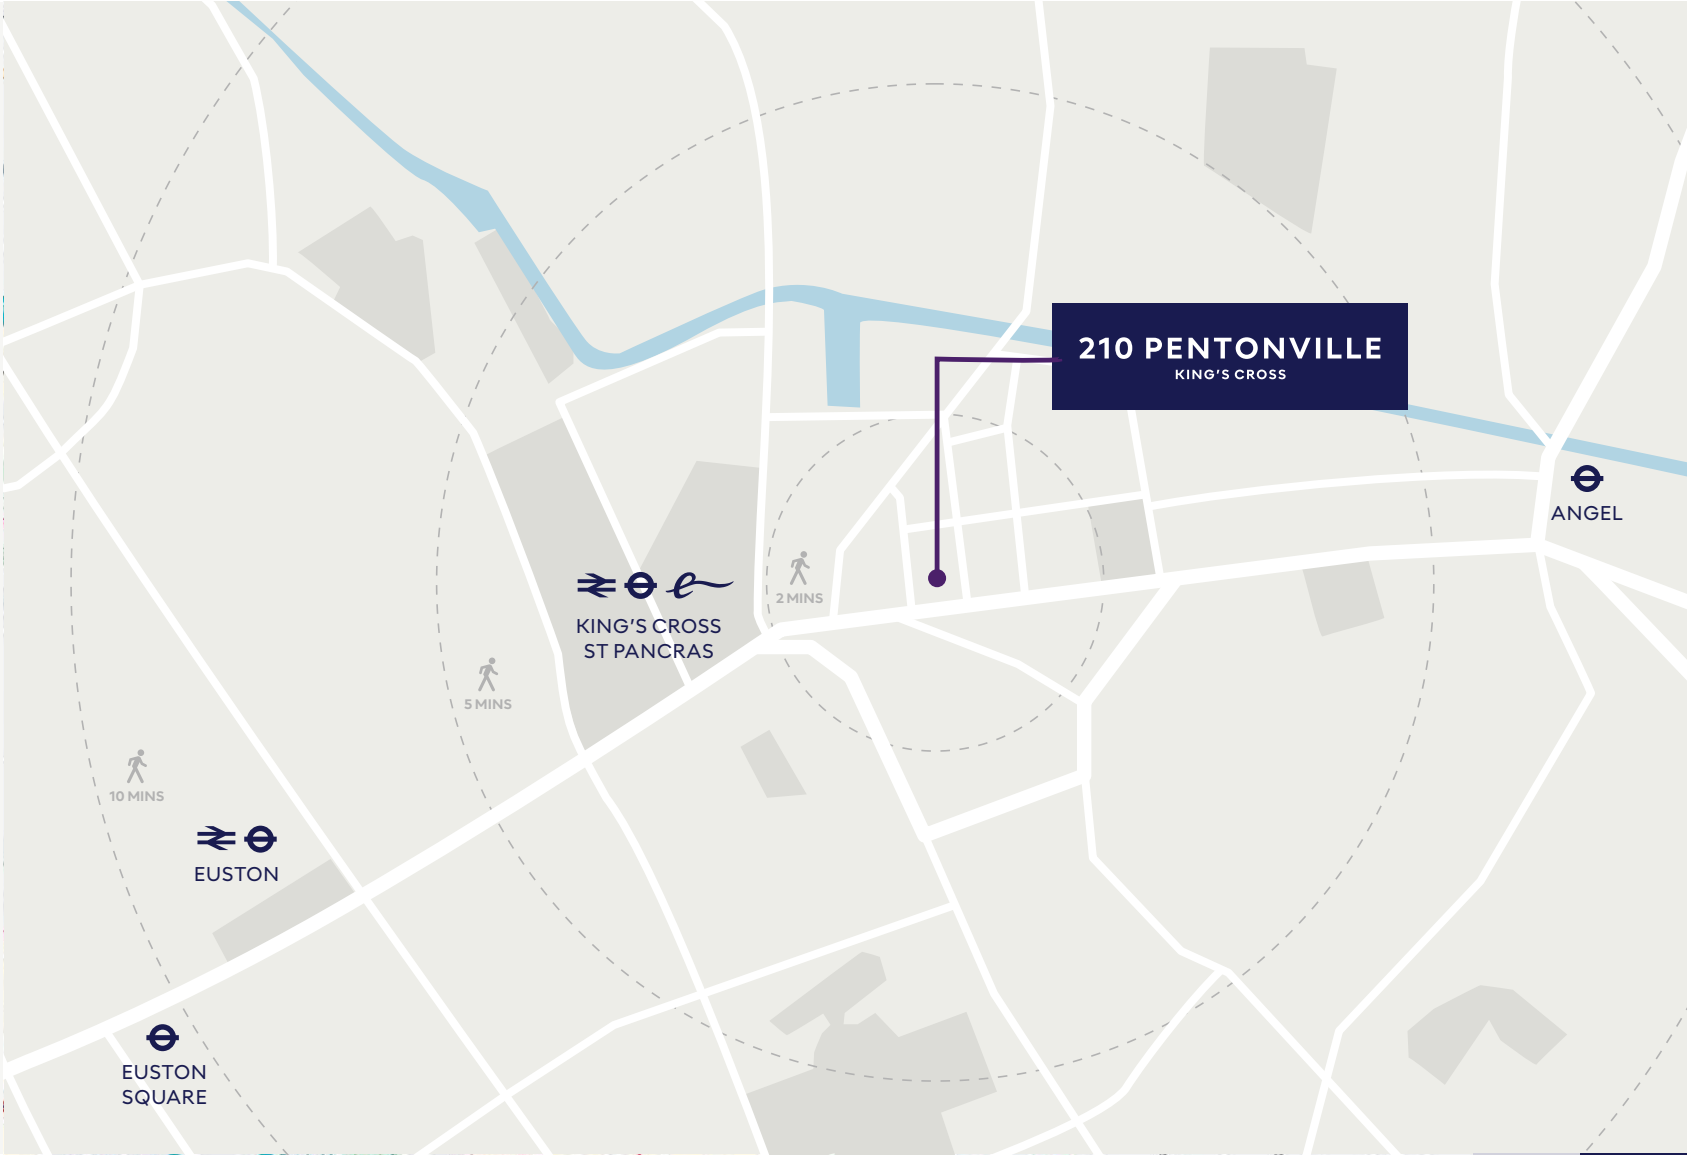 210 PENTONVILLE
KING'S CROSS
ANGEL
2 MINS
KING'S CROSS
ST PANCRAS
5 MINS
10 MINS
EUSTON
EUSTON
SQUARE